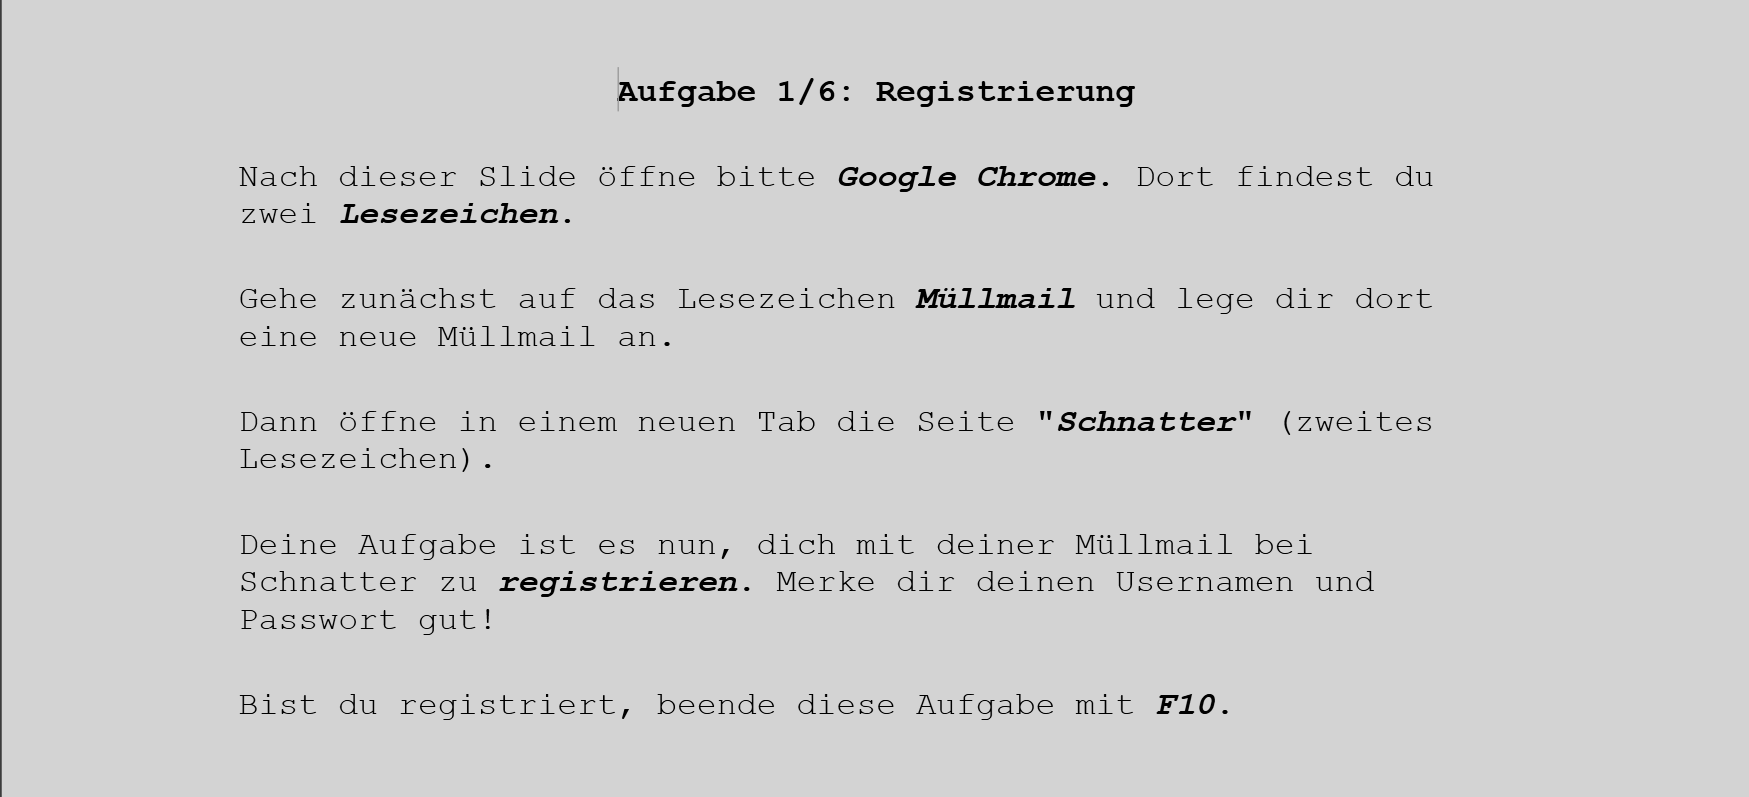 Aufgabe 1/6: Registrierung
Nach dieser Slide öffne bitte Google Chrome. Dort findest du
zwei Lesezeichen.
Gehe zunächst auf das Lesezeichen Müllmail und lege dir dort
eine neue Müllmail an.
Dann öffne in einem neuen Tab die Seite "Schnatter" (zweites
Lesezeichen).
Deine Aufgabe ist es nun, dich mit deiner Müllmail bei
Schnatter zu registrieren. Merke dir deinen Usernamen und
Passwort gut!
Bist du registriert, beende diese Aufgabe mit F10.